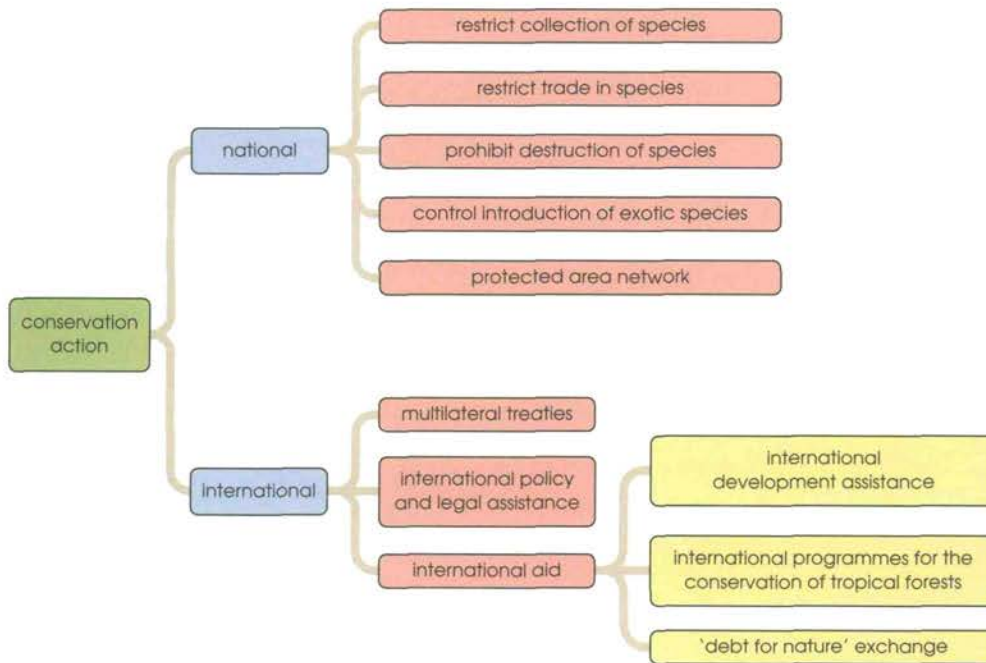 restrict collection of species
restrict trade in species
national
prohibit destruction of species
control introduction of exotic species
protected area network
conservation
action
multilateral treaties
international
international policy
and legal assistance
international aid
international
development assistance
international programmes for the
conservation of tropical forests
'debt for nature' exchange